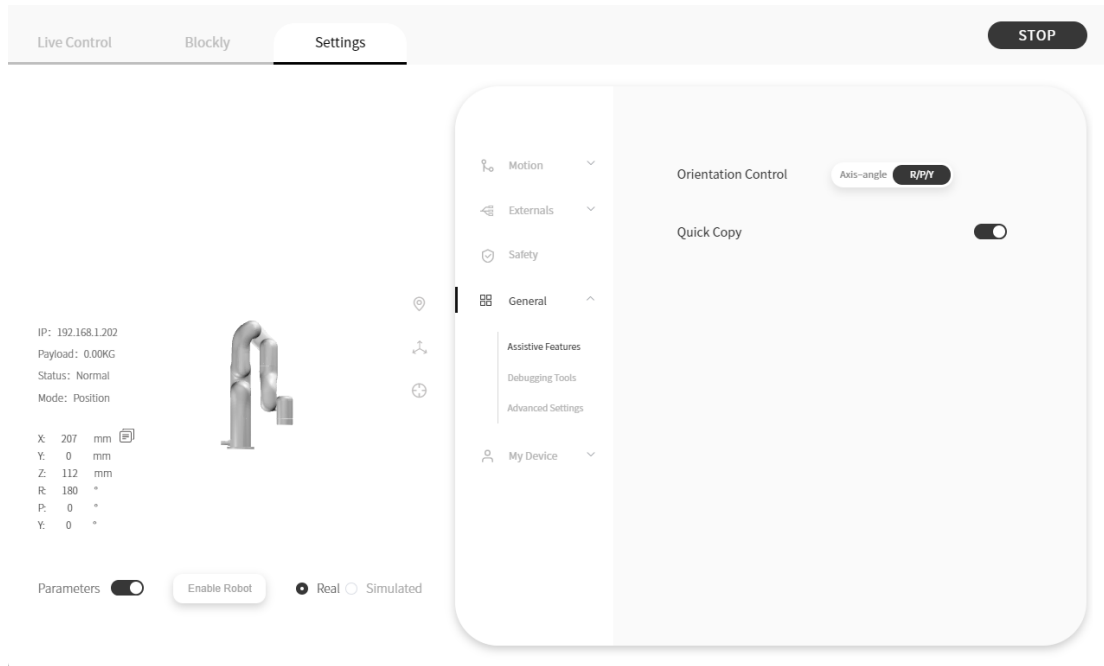 Live Control Blockly Settings STOP
Motion
Externals
Safety
General
Assistive Features
Debugging Tools
Advanced Settings
My Device
Orientation Control Axis-angle R/P/Y
Quick Copy
IP: 192.168.1.202
Payload: 0.00KG
Status: Normal
Mode: Position
X: 207 mm
Y: 0 mm
Z: 112 mm
R: 180 °
P: 0 °
Y: 0 °
Parameters Enable Robot Real Simulated